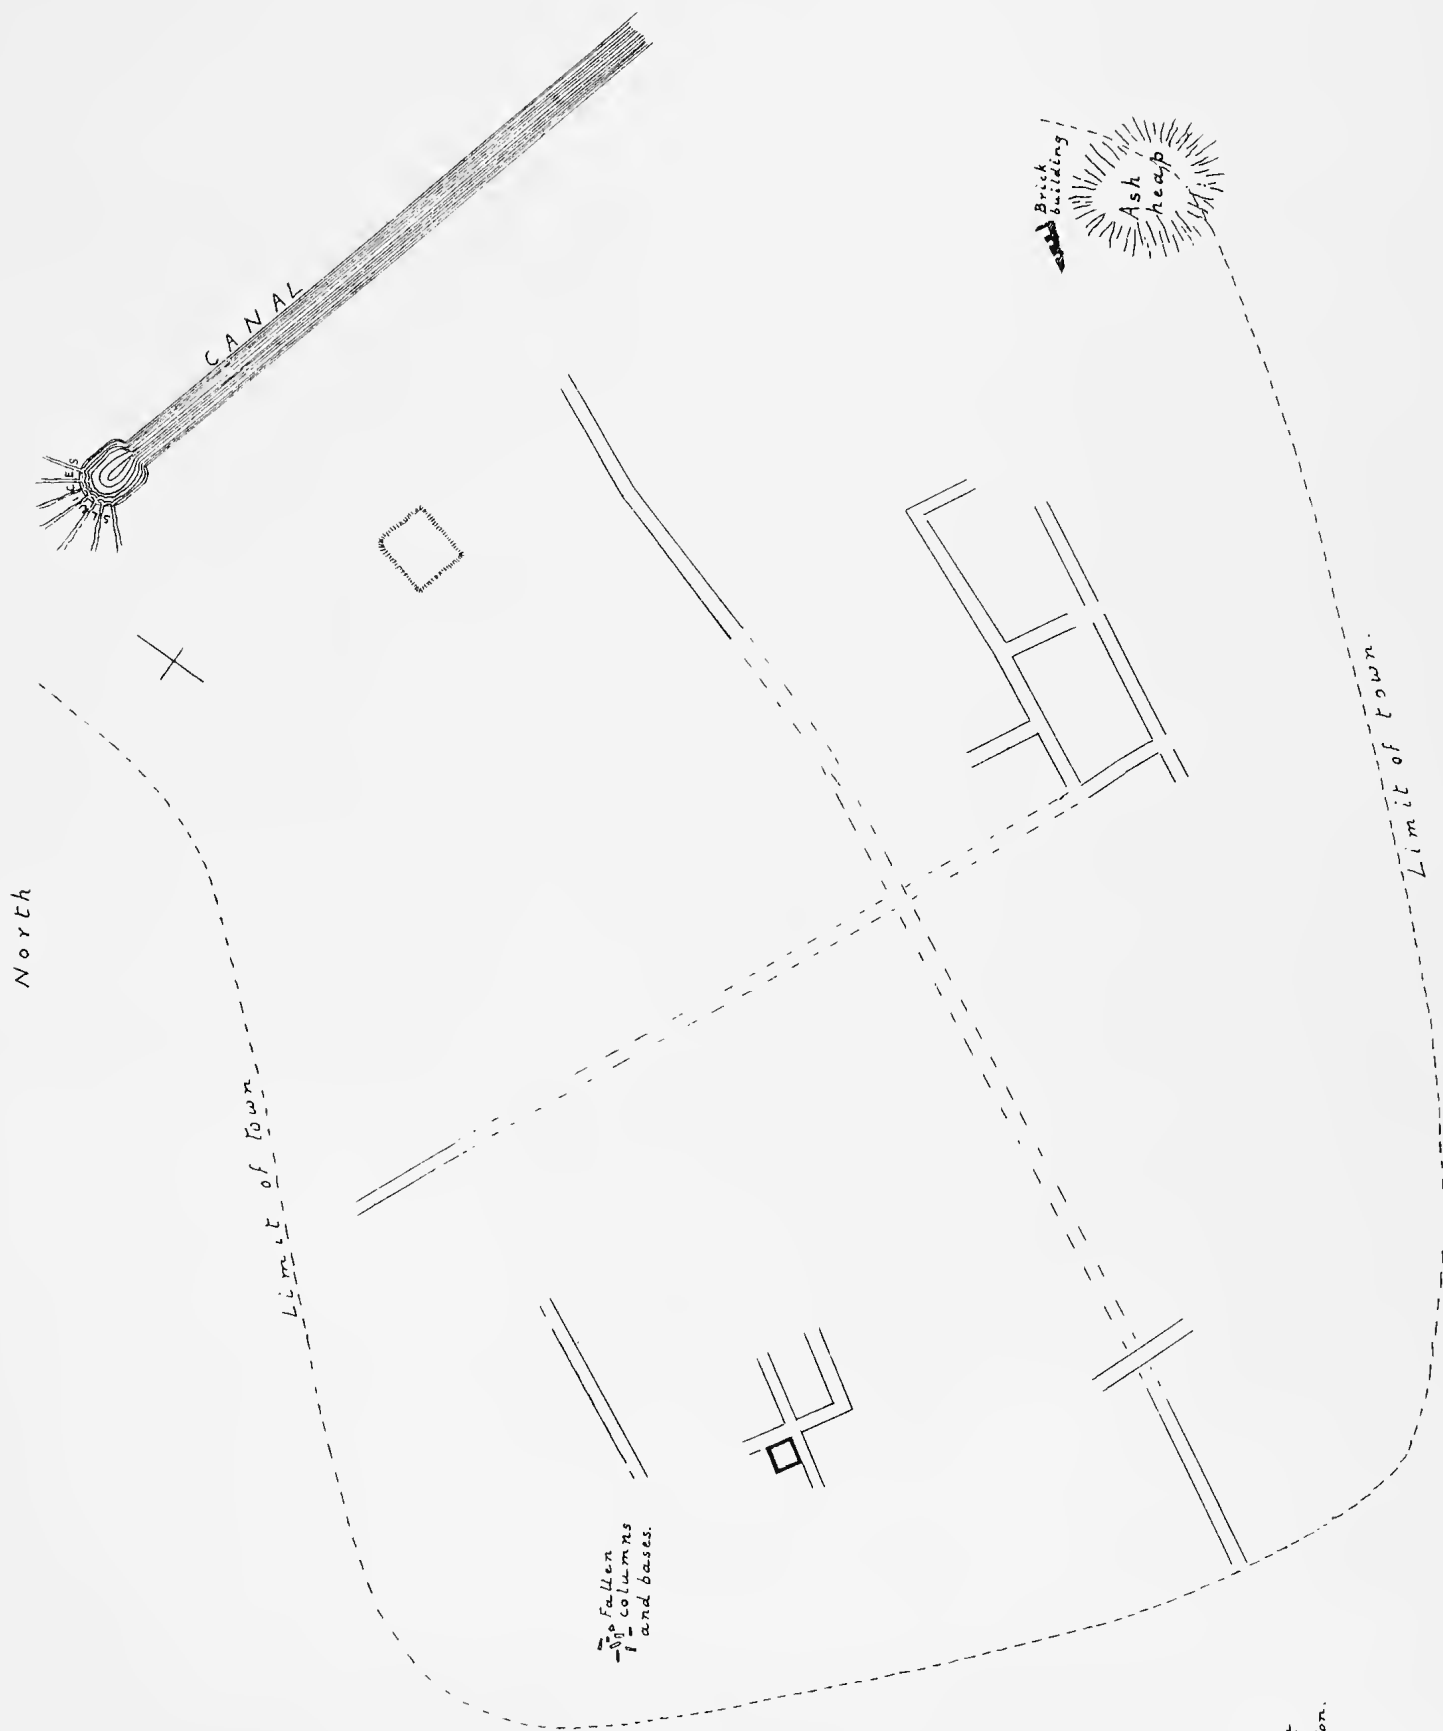 North
CANAL
SLUICES
Limit of town
Brick
building
Ash
heap
Limit of town.
Fallen
columns
and bases.